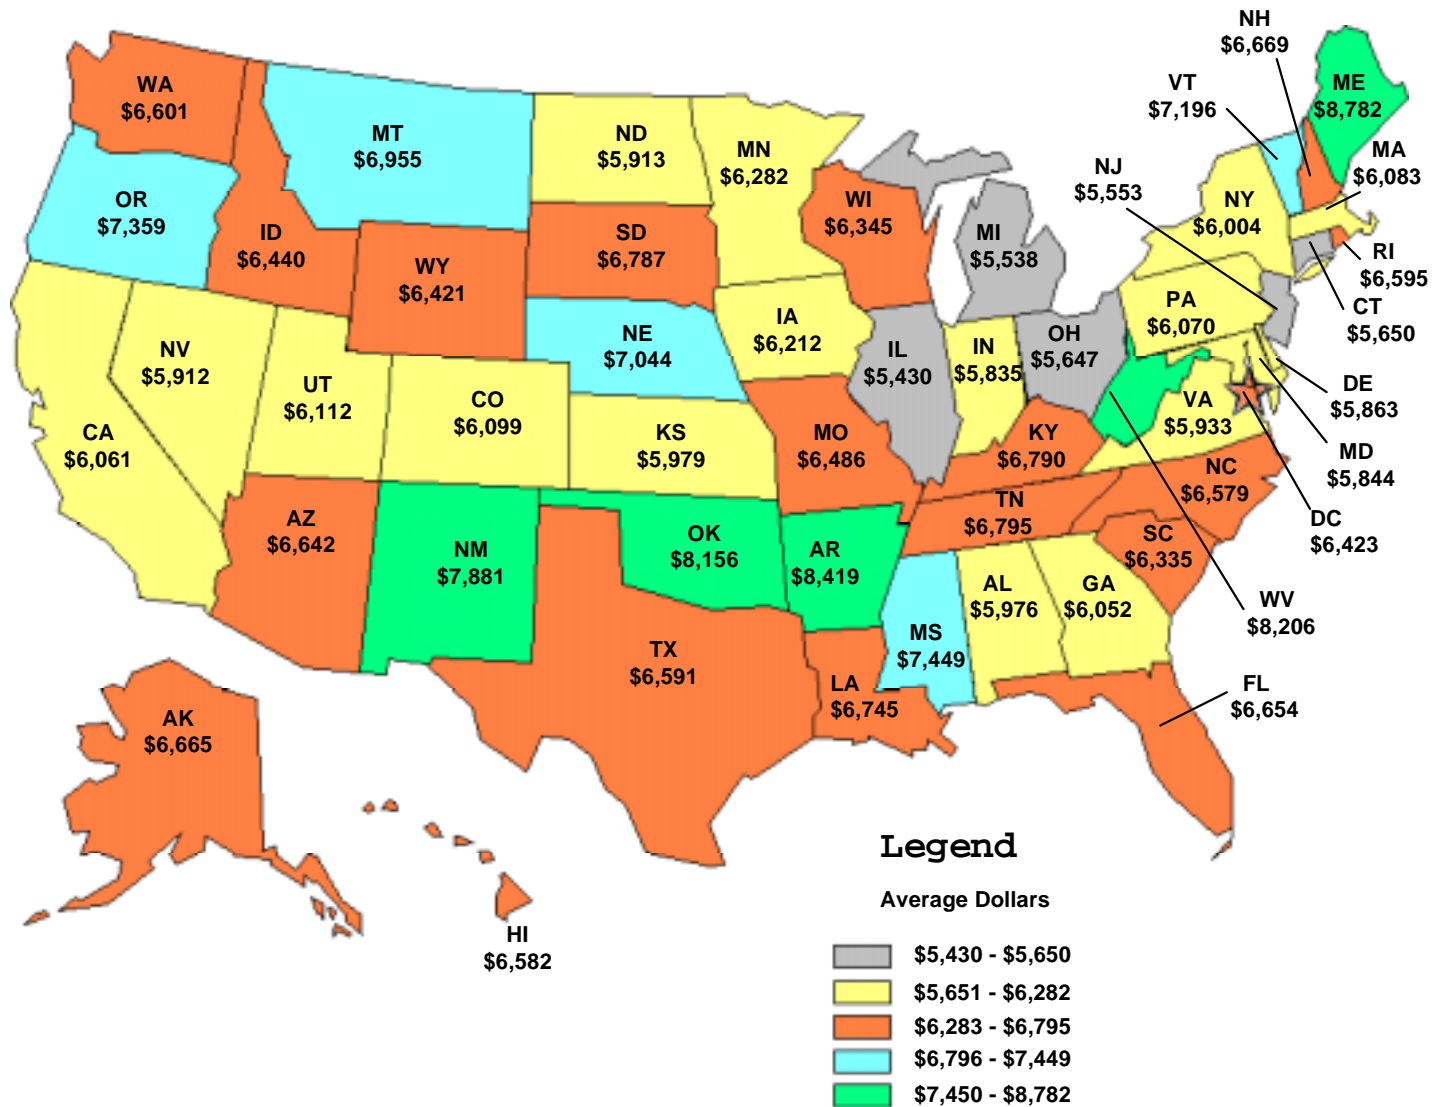 NH
$6,669
VT
$7,196
ME
$8,782
WA
$6,601
MT
$6,955
ND
$5,913
MN
$6,282
NJ
$5,553
MA
$6,083
OR
$7,359
ID
$6,440
WY
$6,421
SD
$6,787
WI
$6,345
MI
$5,538
NY
$6,004
RI
$6,595
NV
$5,912
UT
$6,112
NE
$7,044
IA
$6,212
IL
$5,430
IN
$5,835
OH
$5,647
PA
$6,070
CT
$5,650
CA
$6,061
CO
$6,099
KS
$5,979
MO
$6,486
KY
$6,790
VA
$5,933
DE
$5,863
MD
$5,844
AZ
$6,642
NM
$7,881
OK
$8,156
AR
$8,419
TN
$6,795
NC
$6,579
SC
$6,335
DC
$6,423
TX
$6,591
LA
$6,745
MS
$7,449
AL
$5,976
GA
$6,052
WV
$8,206
FL
$6,654
AK
$6,665
HI
$6,582
Legend
Average Dollars
$5,430 - $5,650
$5,651 - $6,282
$6,283 - $6,795
$6,796 - $7,449
$7,450 - $8,782